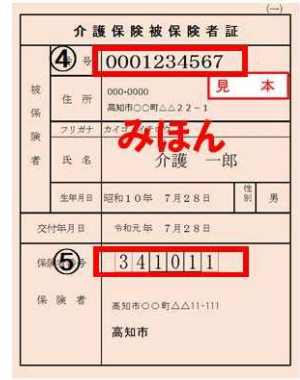 (一)
介護保険被保険者証
④ 号 0001234567
見本
被保険者
住所
000-0000
高知市○○町△△22-1
フリガナ カイゴ イチロウ
みほん
氏名 介護 一郎
生年月日 昭和10年 7月28日 性別 男
交付年月日 令和元年 7月28日
⑤ 保険 番号 341011
保険者
高知市○○町△△11-111
高知市